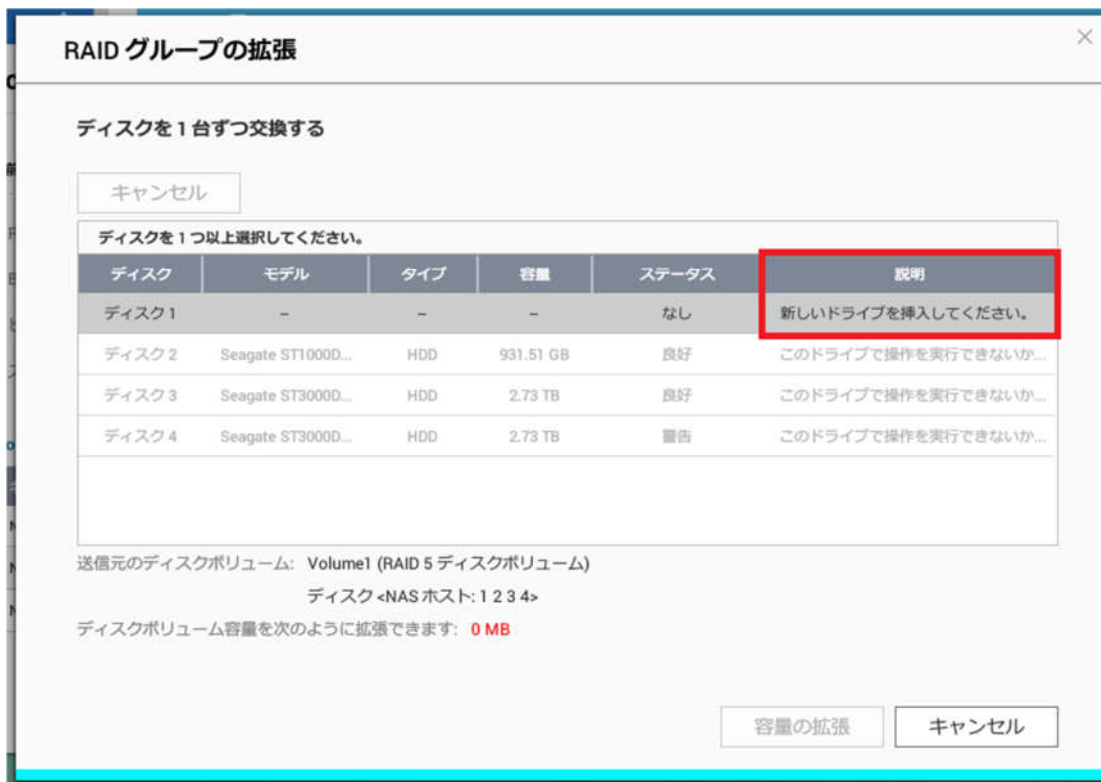 RAID グループの拡張
ディスクを 1 台ずつ交換する
キャンセル
ディスクを 1 つ以上選択してください。
ディスク モデル タイプ 容量 ステータス 説明
ディスク 1 – – – なし 新しいドライブを挿入してください。
ディスク 2 Seagate ST1000D... HDD 931.51 GB 良好 このドライブで操作を実行できないか...
ディスク 3 Seagate ST3000D... HDD 2.73 TB 良好 このドライブで操作を実行できないか...
ディスク 4 Seagate ST3000D... HDD 2.73 TB 警告 このドライブで操作を実行できないか...
送信元のディスクボリューム: Volume1 (RAID 5 ディスクボリューム)
ディスク <NAS ホスト: 1 2 3 4>
ディスクボリューム容量を次のように拡張できます: 0 MB
容量の拡張 キャンセル